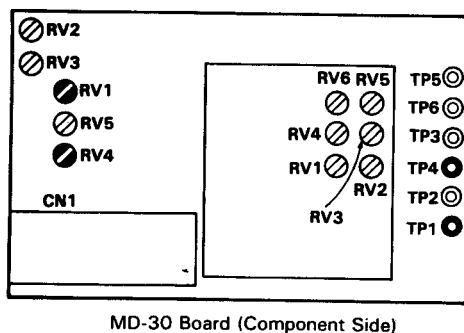 RV2
RV3
RV1
RV5
RV4
CN1
RV6 RV5
RV4
RV1
RV2
RV3
TP5
TP6
TP3
TP4
TP2
TP1
MD-30 Board (Component Side)